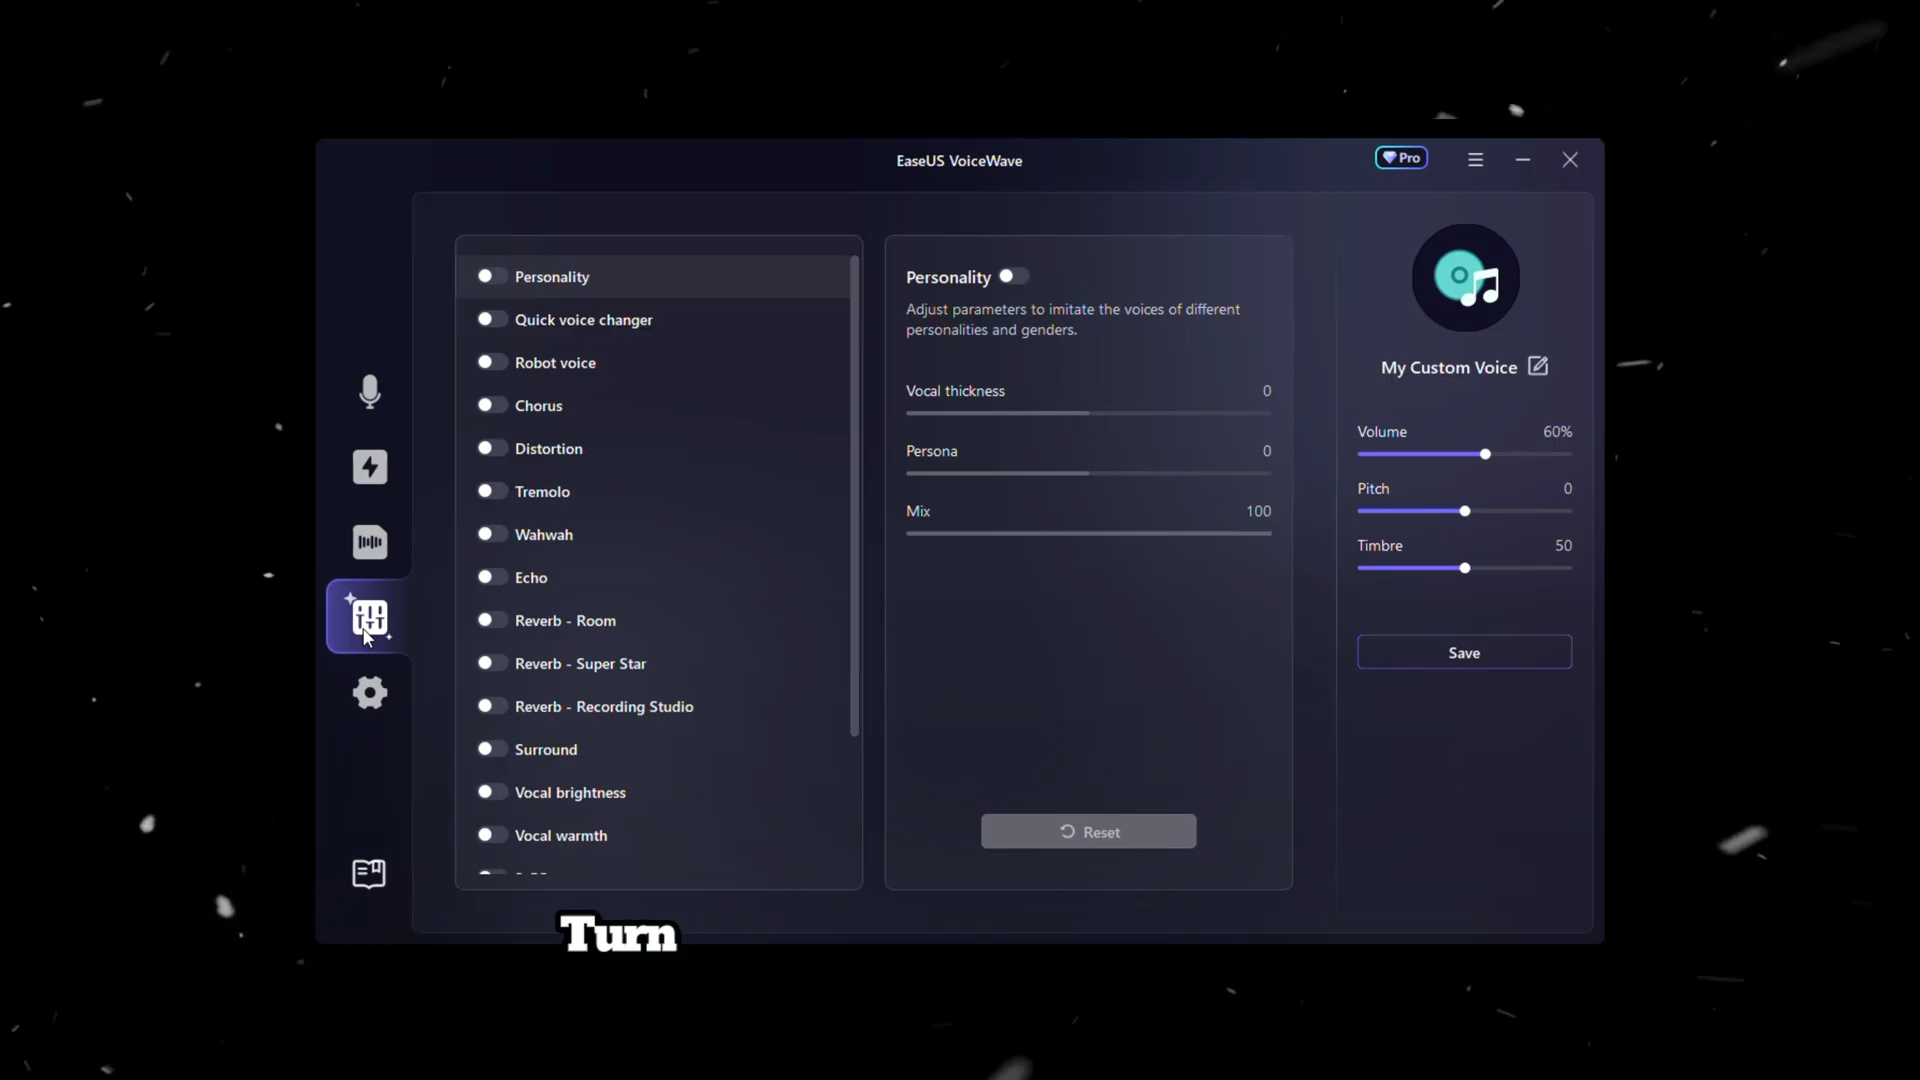 EaseUS VoiceWave
Pro
Personality
Quick voice changer
Robot voice
Chorus
Distortion
Tremolo
Wahwah
Echo
Reverb - Room
Reverb - Super Star
Reverb - Recording Studio
Surround
Vocal brightness
Vocal warmth
Personality
Adjust parameters to imitate the voices of different
personalities and genders.
Vocal thickness 0
Persona 0
Mix 100
Reset
My Custom Voice
Volume 60%
Pitch 0
Timbre 50
Save
Turn